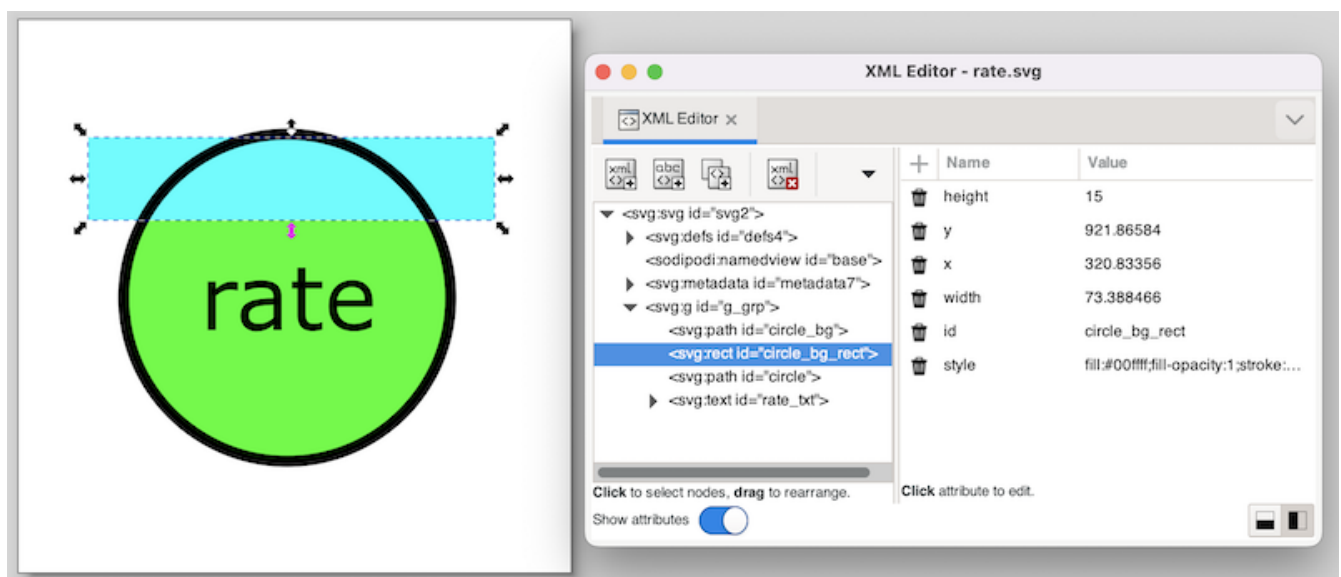 rate
XML Editor - rate.svg
XML Editor
xml
abc
xml
<svg:svg id="svg2">
<svg:defs id="defs4">
<sodipodi:namedview id="base">
<svg:metadata id="metadata7">
<svg:g id="g_grp">
<svg:path id="circle_bg">
<svg:rect id="circle_bg_rect">
<svg:path id="circle">
<svg:text id="rate_txt">
Click to select nodes, drag to rearrange.
Show attributes
Name Value
height 15
y 921.86584
x 320.83356
width 73.388466
id circle_bg_rect
style fill:#00ffff;fill-opacity:1;stroke:...
Click attribute to edit.